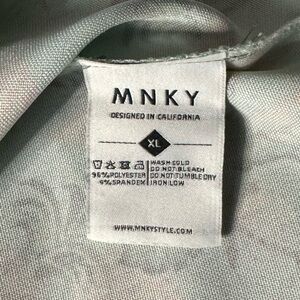 MNKY
DESIGNED IN CALIFORNIA
XL
WASH COLD
DO NOT BLEACH
96% POLYESTER DO NOT TUMBLE DRY
4% SPANDEX IRON LOW
WWW.MNKYSTYLE.COM